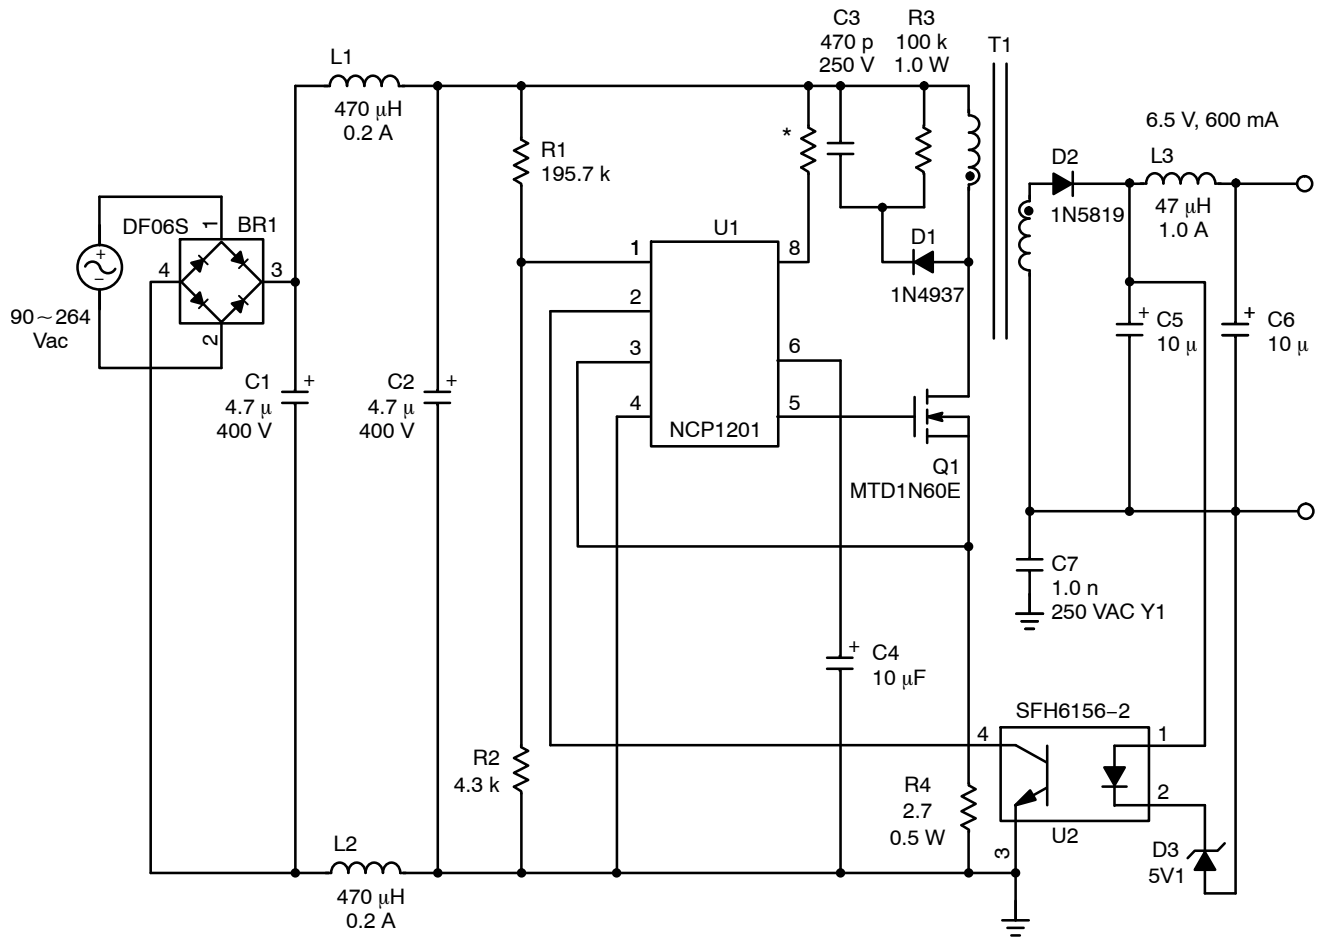 C3
470 p
250 V
R3
100 k
1.0 W
T1
L1
470 µH
0.2 A
*
6.5 V, 600 mA
R1
195.7 k
D2
1N5819
L3
47 µH
1.0 A
DF06S
BR1
1
4
3
2
+
−
90~264
Vac
U1
1
2
3
4
8
6
5
NCP1201
D1
1N4937
+
C5
10 µ
+
C6
10 µ
C1
4.7 µ
400 V
+
C2
4.7 µ
400 V
+
Q1
MTD1N60E
C7
1.0 n
250 VAC Y1
+
C4
10 µF
SFH6156−2
4
1
2
3
U2
R2
4.3 k
R4
2.7
0.5 W
D3
5V1
L2
470 µH
0.2 A